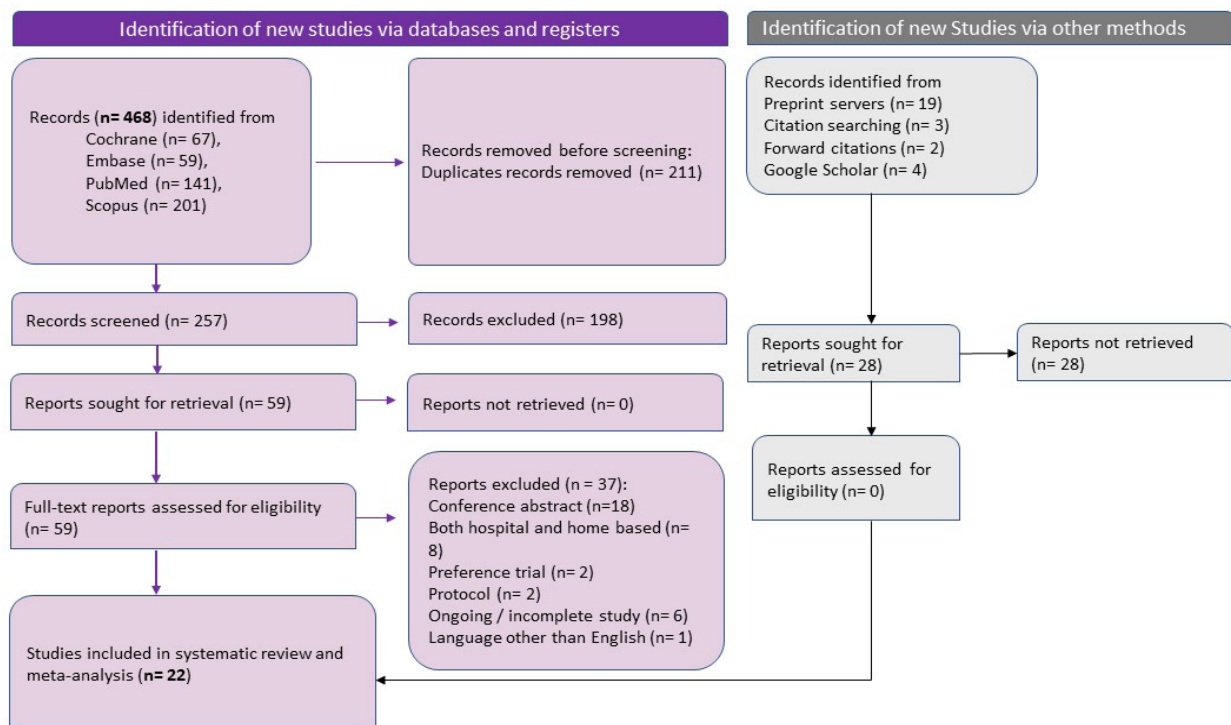 Identification of new studies via databases and registers
Identification of new Studies via other methods
Records (n= 468) identified from
Cochrane (n= 67),
Embase (n= 59),
PubMed (n= 141),
Scopus (n= 201)
Records removed before screening:
Duplicates records removed (n= 211)
Records identified from
Preprint servers (n= 19)
Citation searching (n= 3)
Forward citations (n= 2)
Google Scholar (n= 4)
Records screened (n= 257)
Records excluded (n= 198)
Reports sought for
retrieval (n= 28)
Reports not retrieved
(n= 28)
Reports sought for retrieval (n= 59)
Reports not retrieved (n= 0)
Full-text reports assessed for eligibility
(n= 59)
Reports excluded (n = 37):
Conference abstract (n=18)
Both hospital and home based (n=
8)
Preference trial (n= 2)
Protocol (n= 2)
Ongoing / incomplete study (n= 6)
Language other than English (n= 1)
Reports assessed for
eligibility (n= 0)
Studies included in systematic review and
meta-analysis (n= 22)